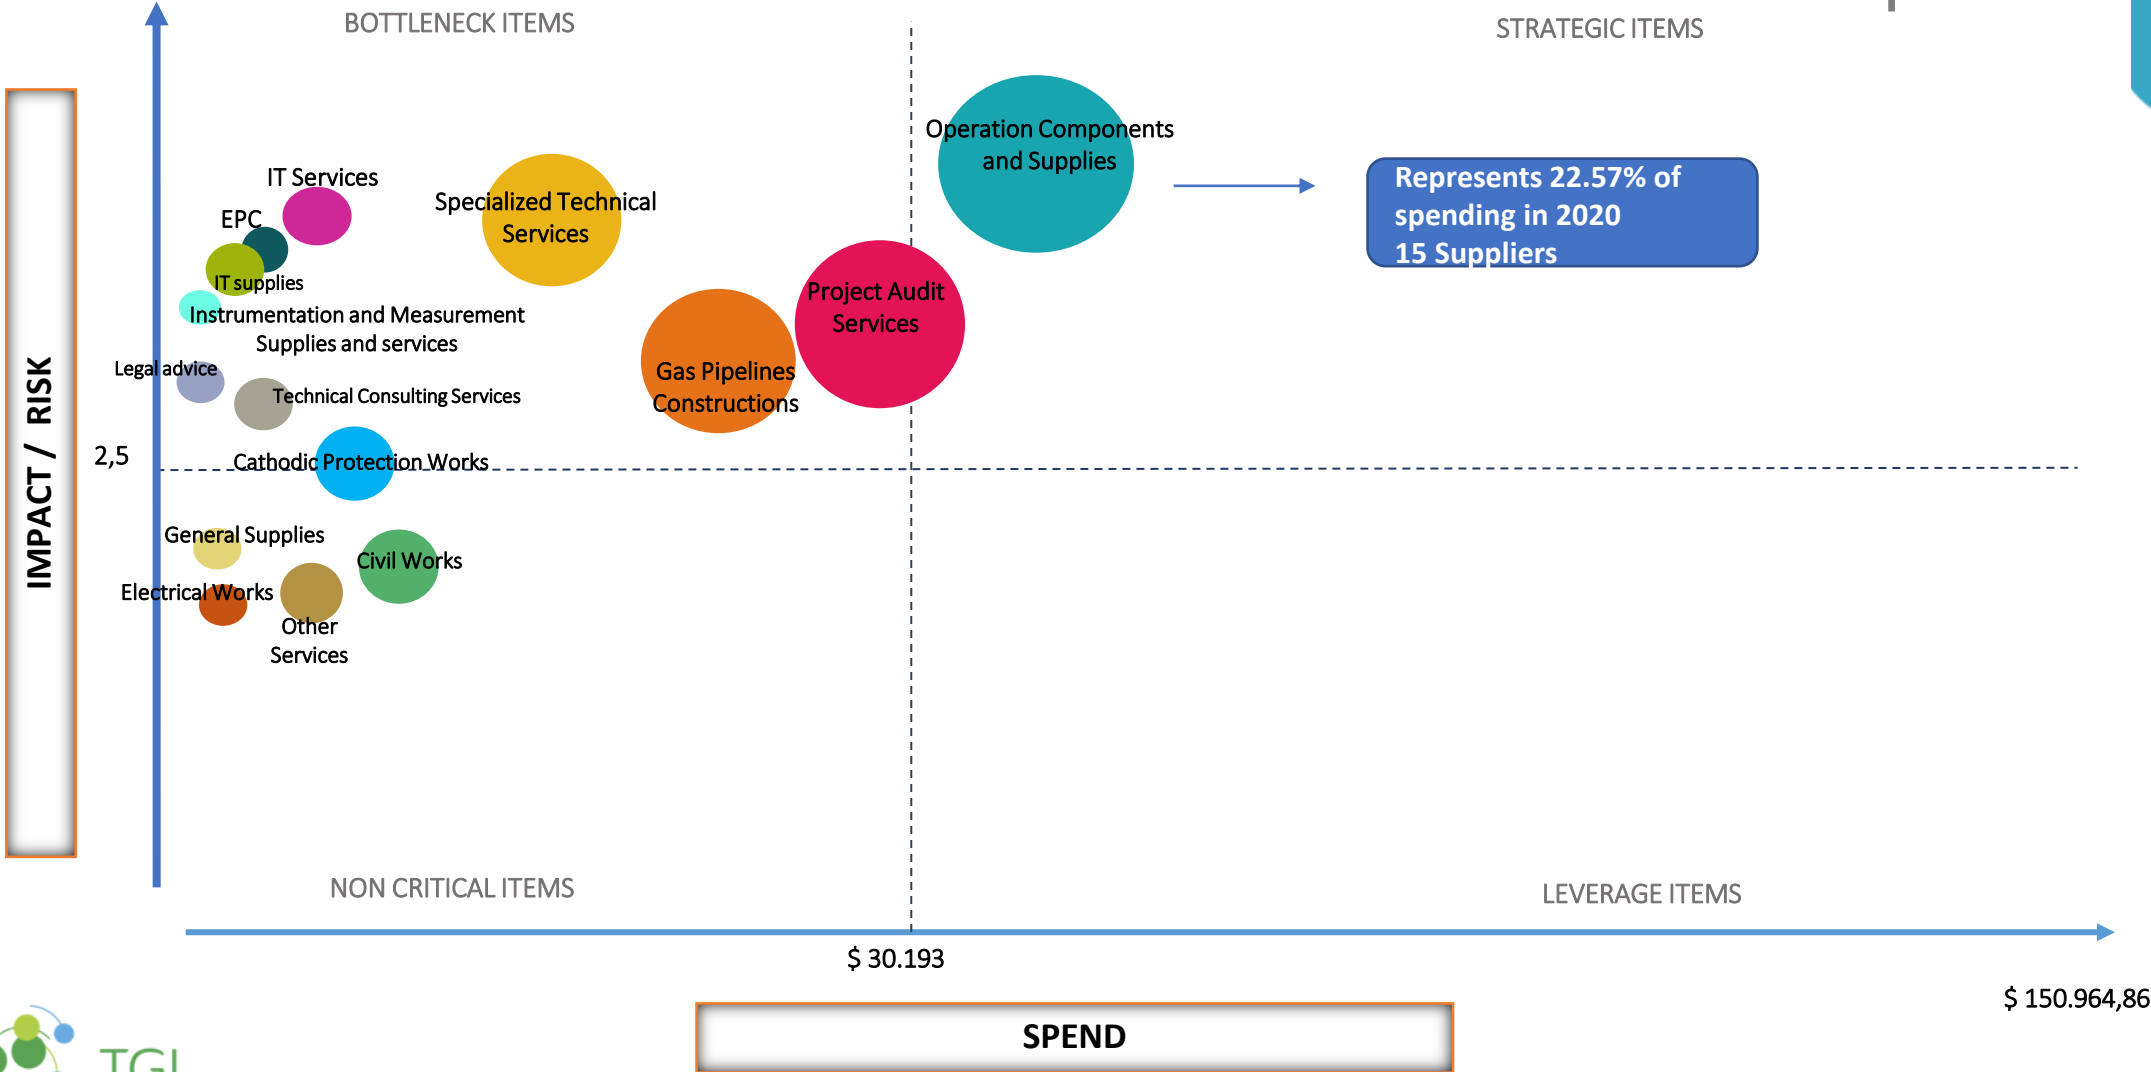 BOTTLENECK ITEMS
STRATEGIC ITEMS
Operation Components
and Supplies
Represents 22.57% of
spending in 2020
15 Suppliers
IT Services
Specialized Technical
Services
EPC
IT supplies
Instrumentation and Measurement
Supplies and services
Project Audit
Services
Gas Pipelines
Constructions
Legal advice
Technical Consulting Services
IMPACT / RISK
2,5
Cathodic Protection Works
General Supplies
Civil Works
Electrical Works
Other
Services
NON CRITICAL ITEMS
LEVERAGE ITEMS
$ 30.193
$ 150.964,86
SPEND
TGI